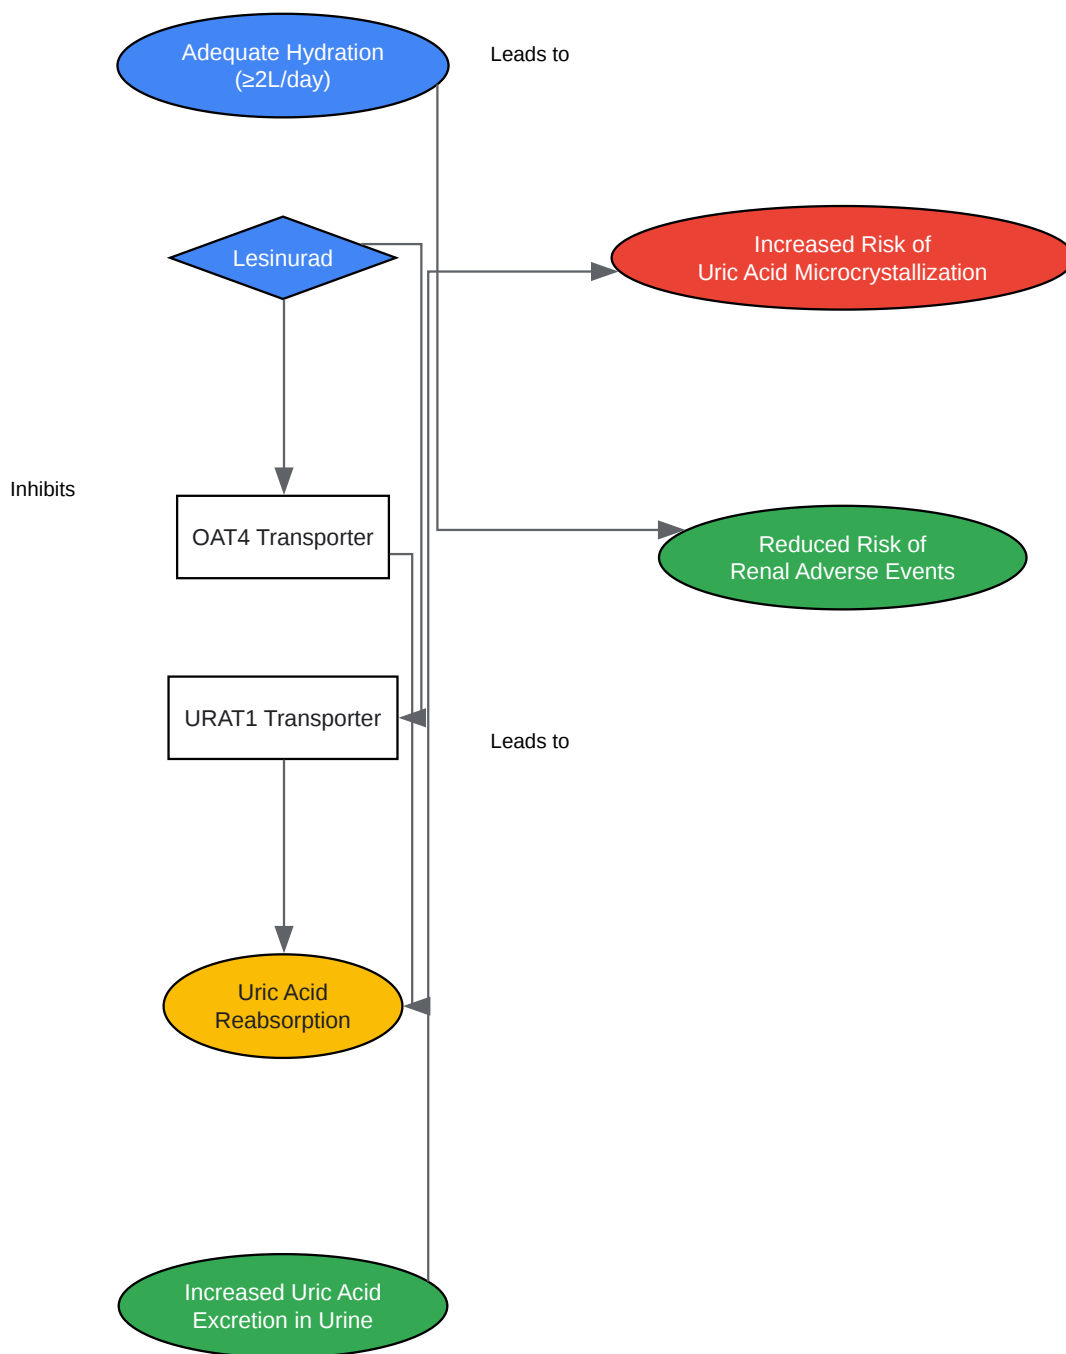 Adequate Hydration
(≥2L/day)
Leads to
Lesinurad
Increased Risk of
Uric Acid Microcrystallization
Inhibits
OAT4 Transporter
Reduced Risk of
Renal Adverse Events
URAT1 Transporter
Leads to
Uric Acid
Reabsorption
Increased Uric Acid
Excretion in Urine